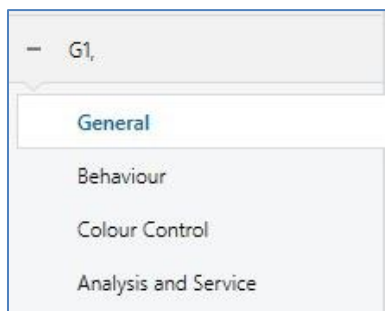 G1,
General
Behaviour
Colour Control
Analysis and Service